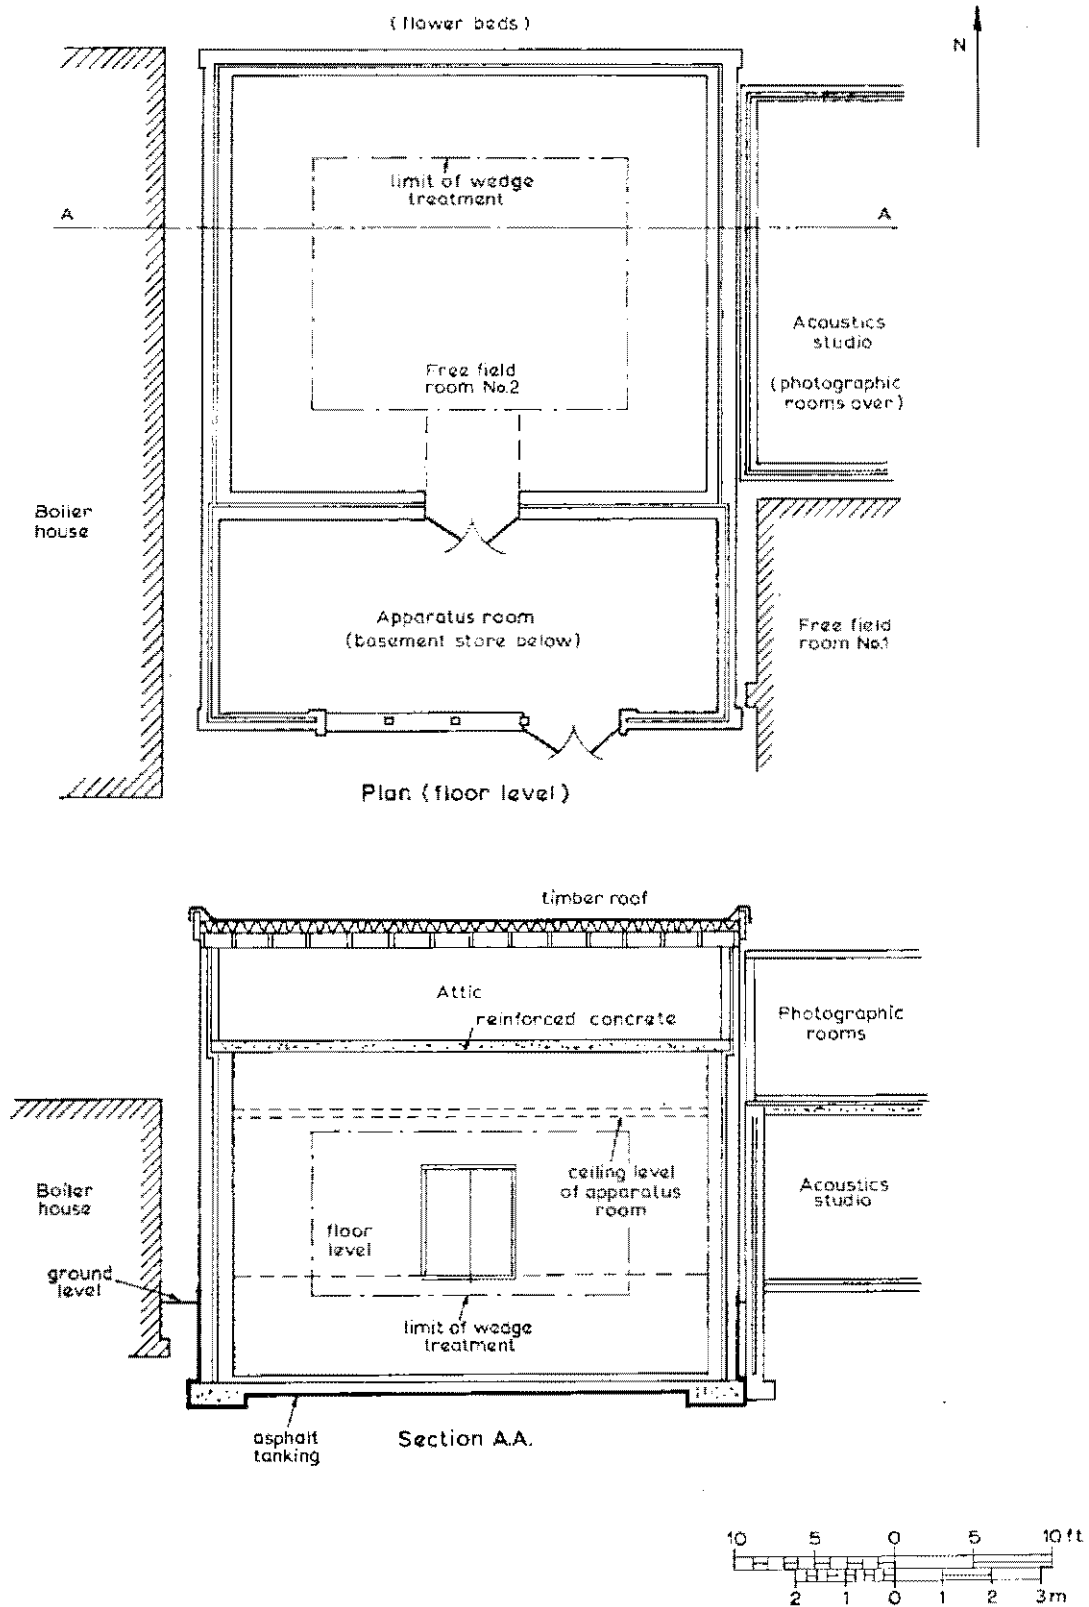 (flower beds)
N
limit of wedge
treatment
A
A
Acoustics
studio
(photographic
rooms over)
Free field
room No.2
Boiler
house
Apparatus room
(basement store below)
Free field
room No.1
Plan (floor level)
timber roof
Attic
reinforced concrete
Photographic
rooms
ceiling level
of apparatus
room
Boiler
house
Acoustics
studio
floor
level
ground
level
limit of wedge
treatment
asphalt
tanking
Section A.A.
10 5 0 5 10 ft
2 1 0 1 2 3 m